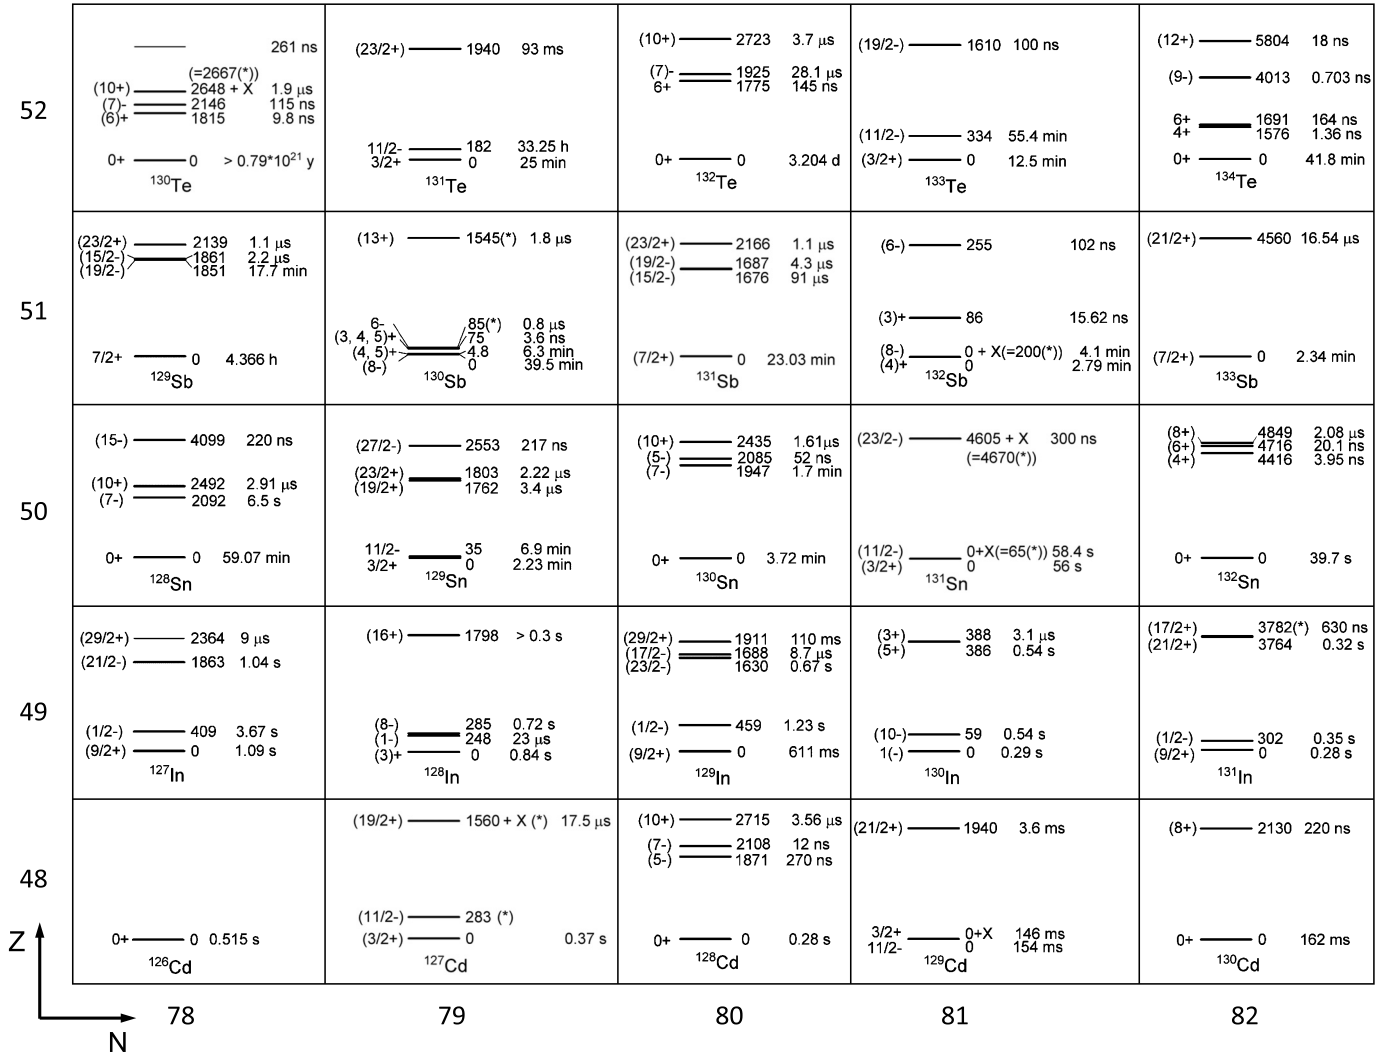 52
261 ns
(=2667(*))
(10+) 2648 + X 1.9 μs
(7)- 2146 115 ns
(6)+ 1815 9.8 ns
0+ 0 > 0.79*10²¹ y
¹³⁰Te
(23/2+) 1940 93 ms
11/2- 182 33.25 h
3/2+ 0 25 min
¹³¹Te
(10+) 2723 3.7 μs
(7)- 1925 28.1 μs
6+ 1775 145 ns
0+ 0 3.204 d
¹³²Te
(19/2-) 1610 100 ns
(11/2-) 334 55.4 min
(3/2+) 0 12.5 min
¹³³Te
(12+) 5804 18 ns
(9-) 4013 0.703 ns
6+ 1691 164 ns
4+ 1576 1.36 ns
0+ 0 41.8 min
¹³⁴Te
51
(23/2+) 2139 1.1 μs
(15/2-) 1861 2.2 μs
(19/2-) 1851 17.7 min
7/2+ 0 4.366 h
¹²⁹Sb
(13+) 1545(*) 1.8 μs
6- 85(*) 0.8 μs
(3, 4, 5)+ 75 3.6 ns
(4, 5)+ 4.8 6.3 min
(8-) 0 39.5 min
¹³⁰Sb
(23/2+) 2166 1.1 μs
(19/2-) 1687 4.3 μs
(15/2-) 1676 91 μs
(7/2+) 0 23.03 min
¹³¹Sb
(6-) 255 102 ns
(3)+ 86 15.62 ns
(8-) 0 + X(=200(*)) 4.1 min
(4)+ 0 2.79 min
¹³²Sb
(21/2+) 4560 16.54 μs
(7/2+) 0 2.34 min
¹³³Sb
50
(15-) 4099 220 ns
(10+) 2492 2.91 μs
(7-) 2092 6.5 s
0+ 0 59.07 min
¹²⁸Sn
(27/2-) 2553 217 ns
(23/2+) 1803 2.22 μs
(19/2+) 1762 3.4 μs
11/2- 35 6.9 min
3/2+ 0 2.23 min
¹²⁹Sn
(10+) 2435 1.61μs
(5-) 2085 52 ns
(7-) 1947 1.7 min
0+ 0 3.72 min
¹³⁰Sn
(23/2-) 4605 + X 300 ns
(=4670(*))
(11/2-) 0+X(=65(*)) 58.4 s
(3/2+) 0 56 s
¹³¹Sn
(8+) 4849 2.08 μs
(6+) 4716 20.1 ns
(4+) 4416 3.95 ns
0+ 0 39.7 s
¹³²Sn
49
(29/2+) 2364 9 μs
(21/2-) 1863 1.04 s
(1/2-) 409 3.67 s
(9/2+) 0 1.09 s
¹²⁷In
(16+) 1798 > 0.3 s
(8-) 285 0.72 s
(1-) 248 23 μs
(3)+ 0 0.84 s
¹²⁸In
(29/2+) 1911 110 ms
(17/2-) 1688 8.7 μs
(23/2-) 1630 0.67 s
(1/2-) 459 1.23 s
(9/2+) 0 611 ms
¹²⁹In
(3+) 388 3.1 μs
(5+) 386 0.54 s
(10-) 59 0.54 s
1(-) 0 0.29 s
¹³⁰In
(17/2+) 3782(*) 630 ns
(21/2+) 3764 0.32 s
(1/2-) 302 0.35 s
(9/2+) 0 0.28 s
¹³¹In
48
0+ 0 0.515 s
¹²⁶Cd
(19/2+) 1560 + X (*) 17.5 μs
(11/2-) 283 (*)
(3/2+) 0 0.37 s
¹²⁷Cd
(10+) 2715 3.56 μs
(7-) 2108 12 ns
(5-) 1871 270 ns
0+ 0 0.28 s
¹²⁸Cd
(21/2+) 1940 3.6 ms
3/2+ 0+X 146 ms
11/2- 0 154 ms
¹²⁹Cd
(8+) 2130 220 ns
0+ 0 162 ms
¹³⁰Cd
Z
N
78 79 80 81 82